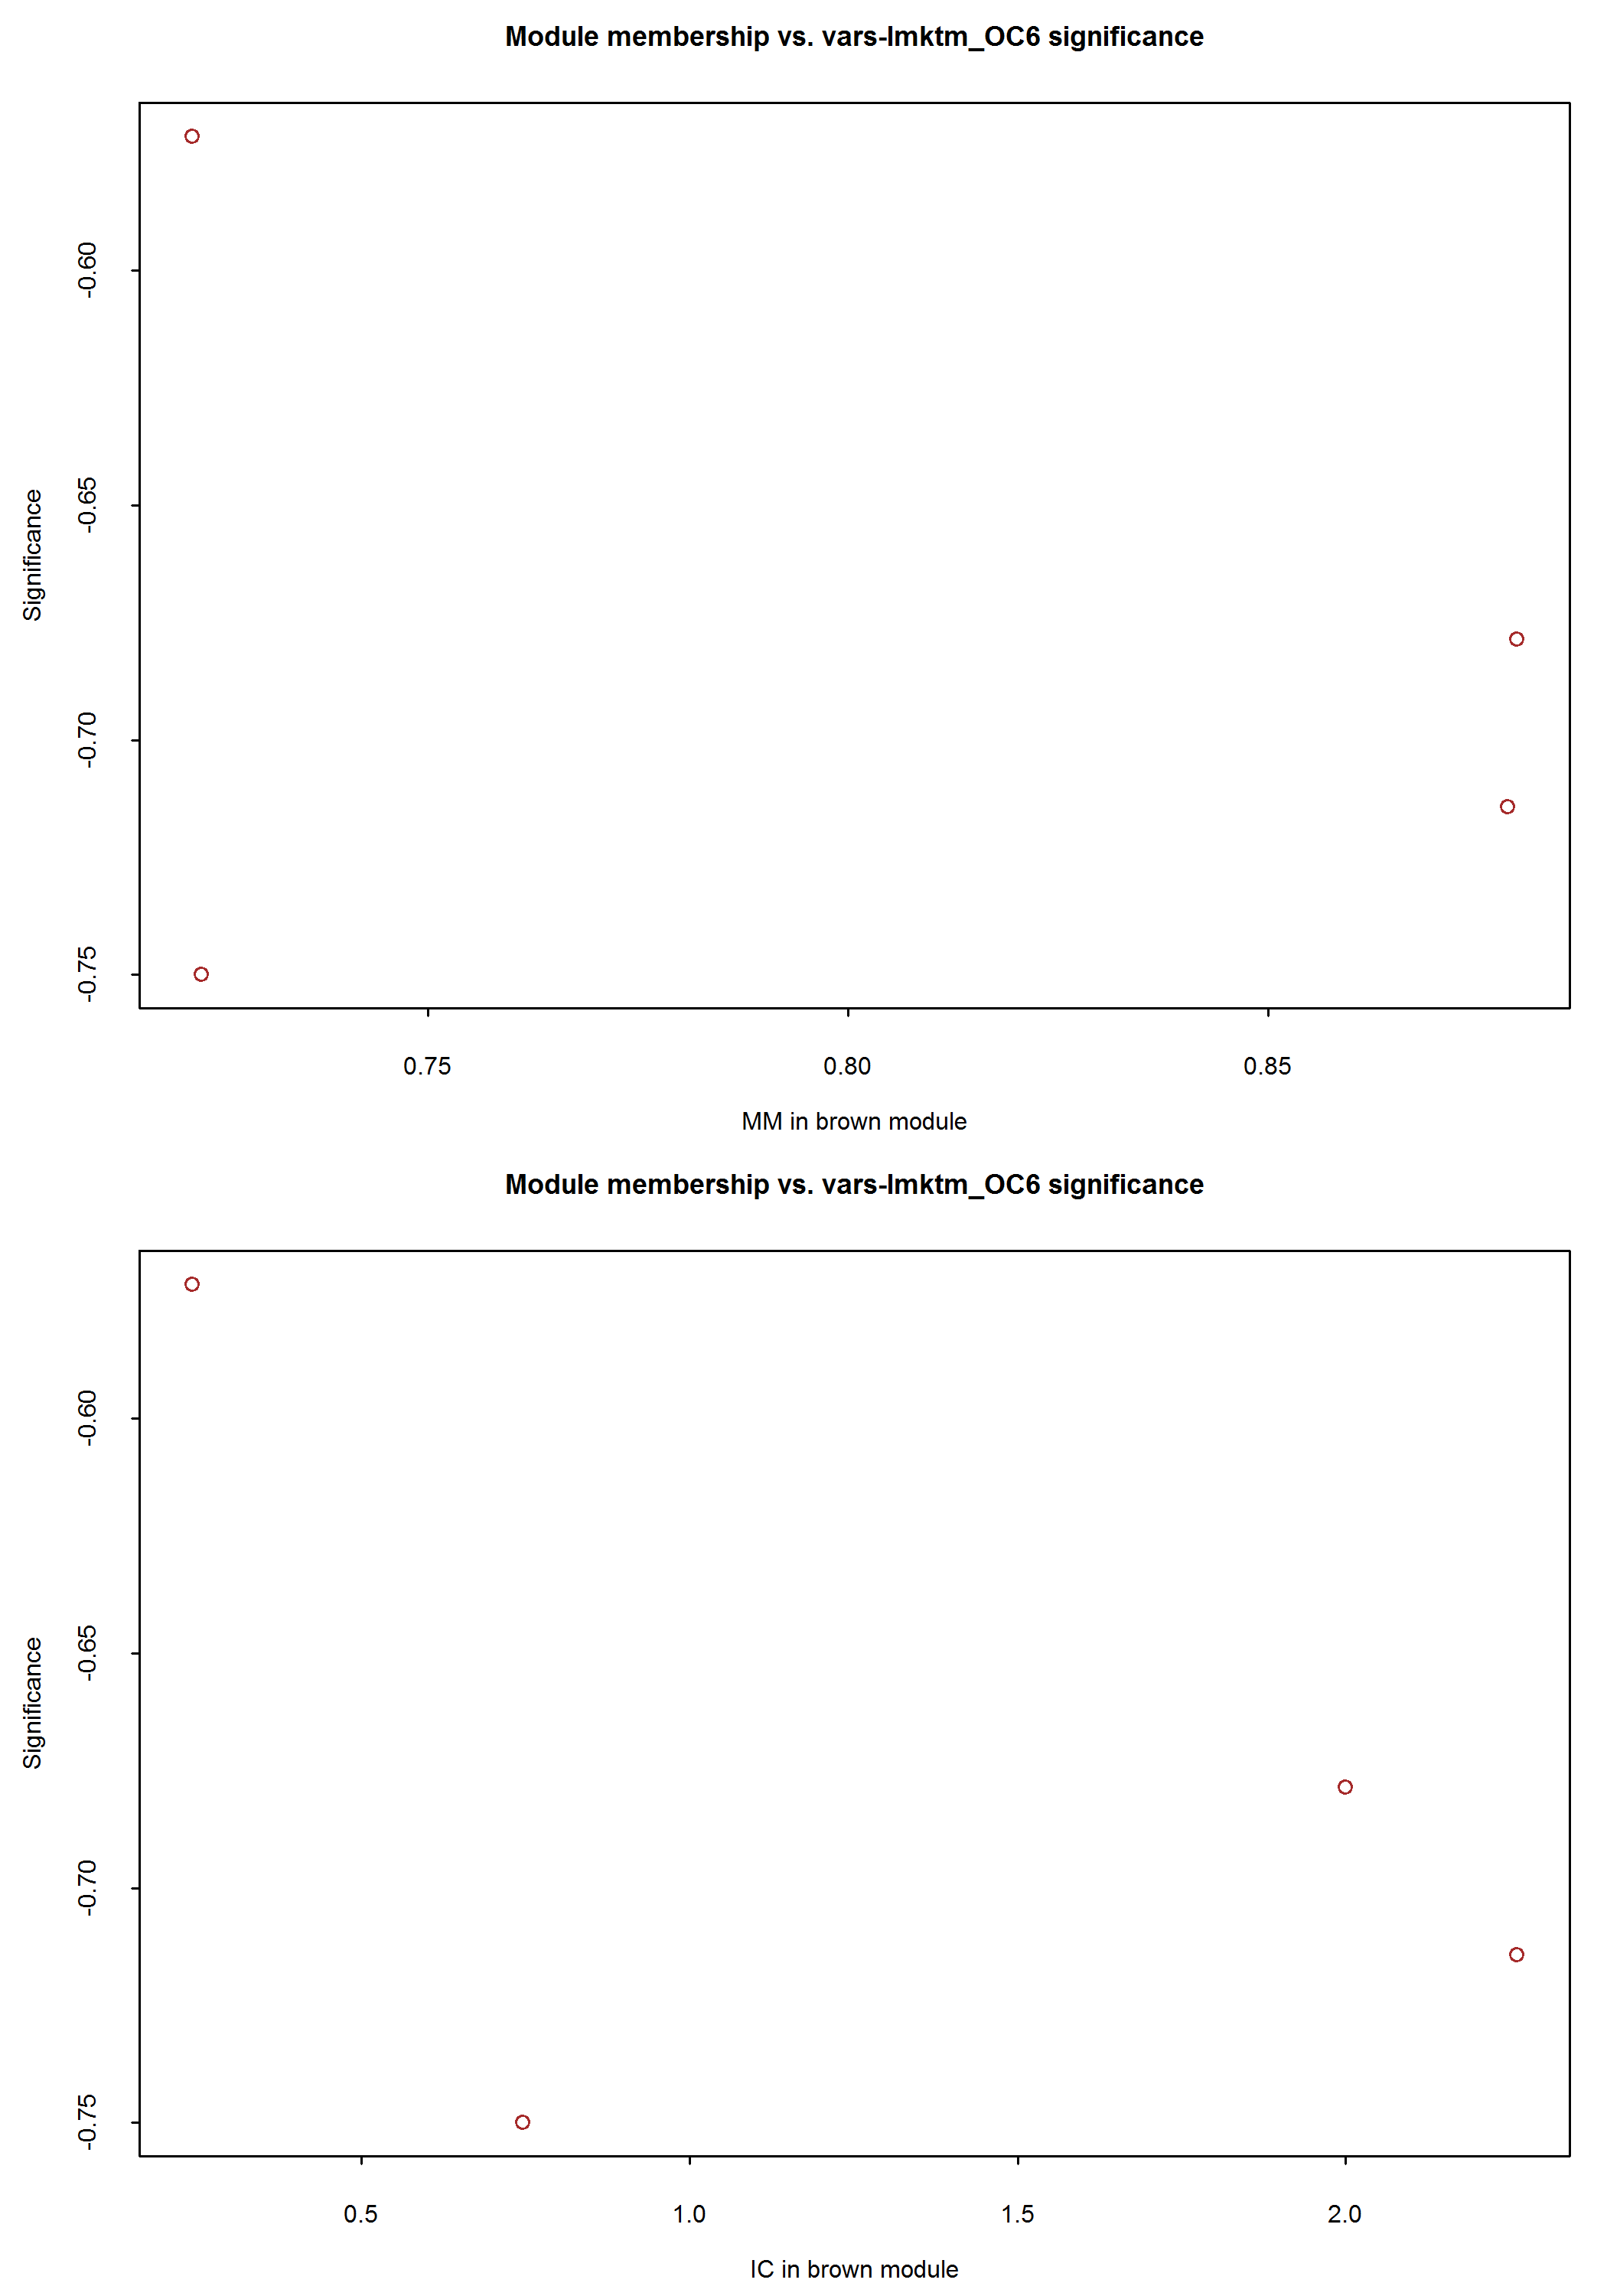 Module membership vs. vars-lmktm_OC6 significance
Significance
-0.60
-0.65
-0.70
-0.75
0.75 0.80 0.85
MM in brown module
Module membership vs. vars-lmktm_OC6 significance
Significance
-0.60
-0.65
-0.70
-0.75
0.5 1.0 1.5 2.0
IC in brown module